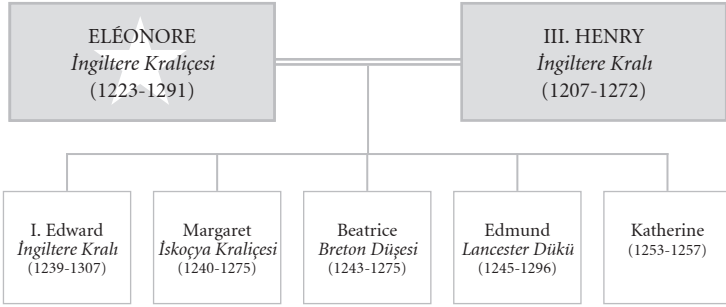 ELÉONORE
İngiltere Kraliçesi
(1223-1291)
III. HENRY
İngiltere Kralı
(1207-1272)
I. Edward
İngiltere Kralı
(1239-1307)
Margaret
İskoçya Kraliçesi
(1240-1275)
Beatrice
Breton Düşesi
(1243-1275)
Edmund
Lancester Dükü
(1245-1296)
Katherine
(1253-1257)